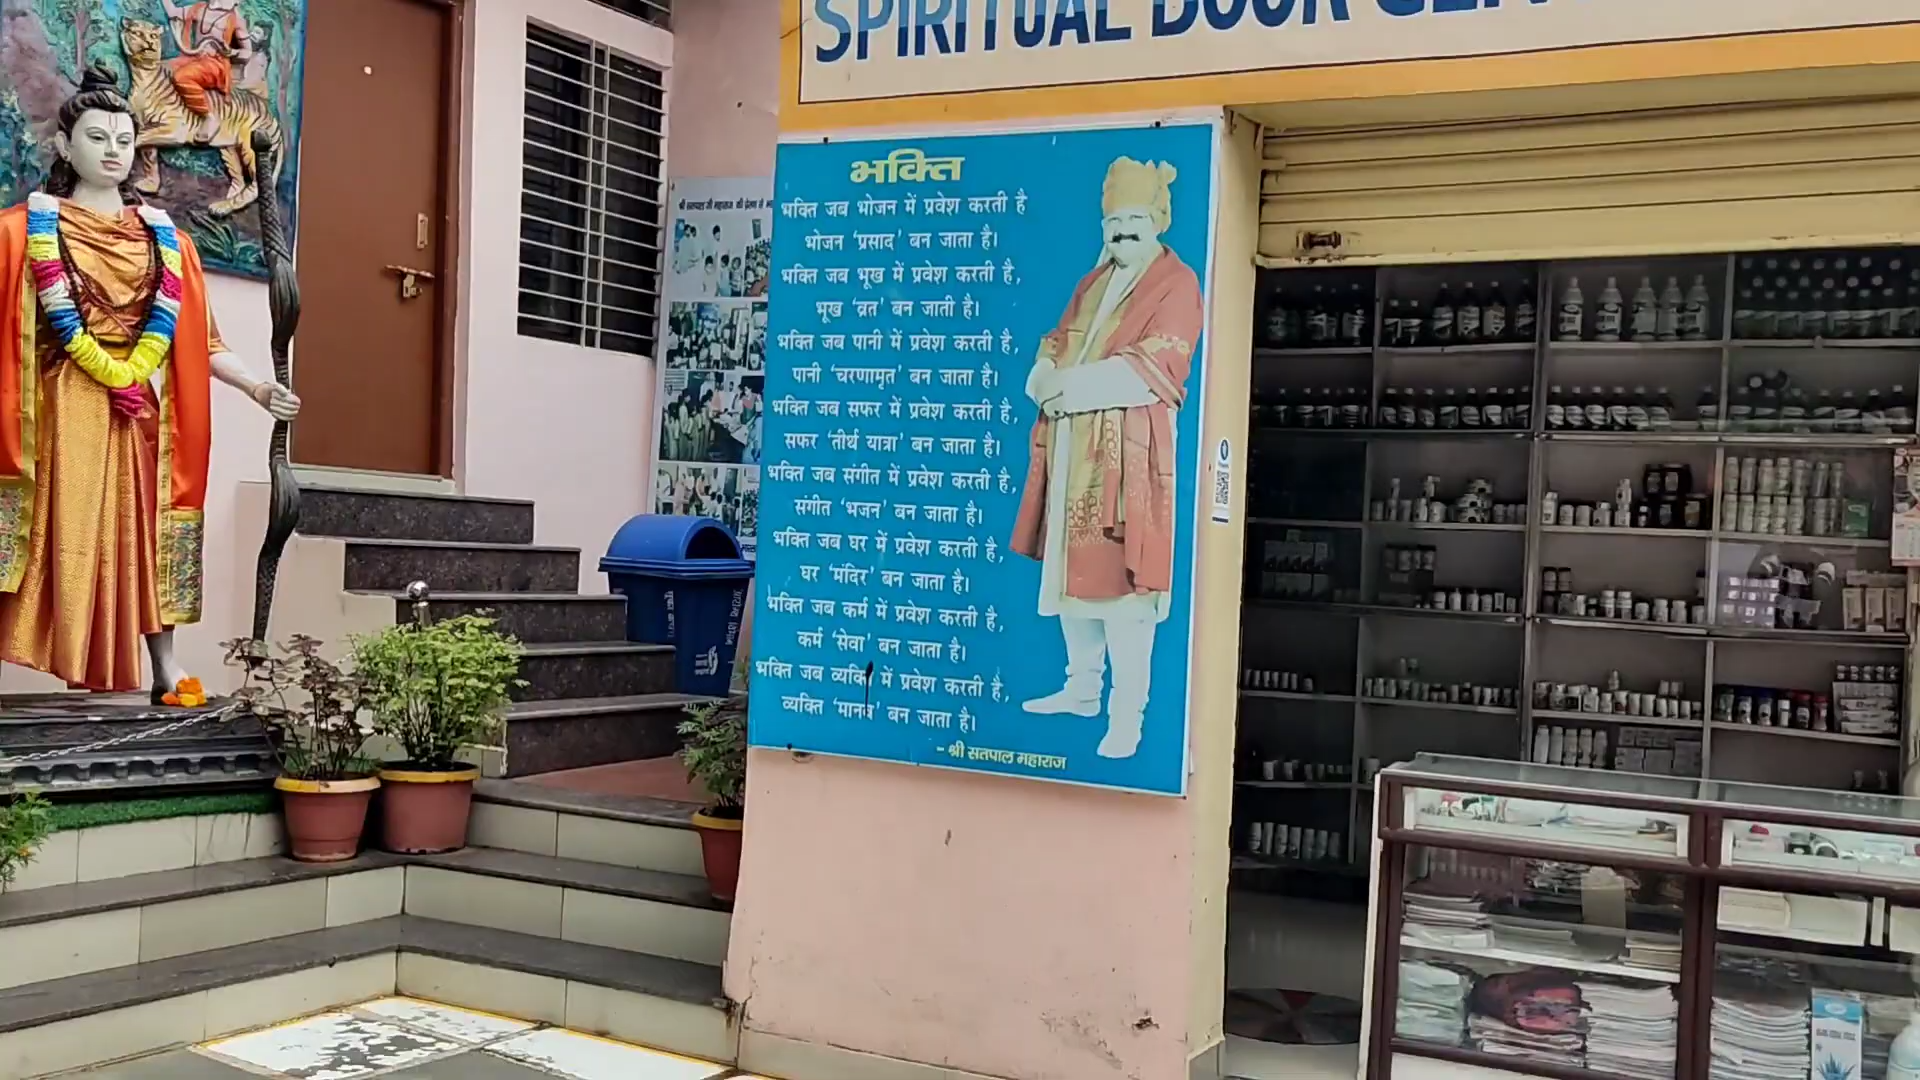 SPIRITUAL BOOK
श्री सतपाल जी महाराज की प्रेरणा से
भक्ति
भक्ति जब भोजन में प्रवेश करती है
भोजन 'प्रसाद' बन जाता है।
भक्ति जब भूख में प्रवेश करती है,
भूख 'व्रत' बन जाती है।
भक्ति जब पानी में प्रवेश करती है,
पानी 'चरणामृत' बन जाता है।
भक्ति जब सफर में प्रवेश करती है,
सफर 'तीर्थ यात्रा' बन जाता है।
भक्ति जब संगीत में प्रवेश करती है,
संगीत 'भजन' बन जाता है।
भक्ति जब घर में प्रवेश करती है,
घर 'मंदिर' बन जाता है।
भक्ति जब कर्म में प्रवेश करती है,
कर्म 'सेवा' बन जाता है।
भक्ति जब व्यक्ति में प्रवेश करती है,
व्यक्ति 'मानव' बन जाता है।
- श्री सतपाल महाराज